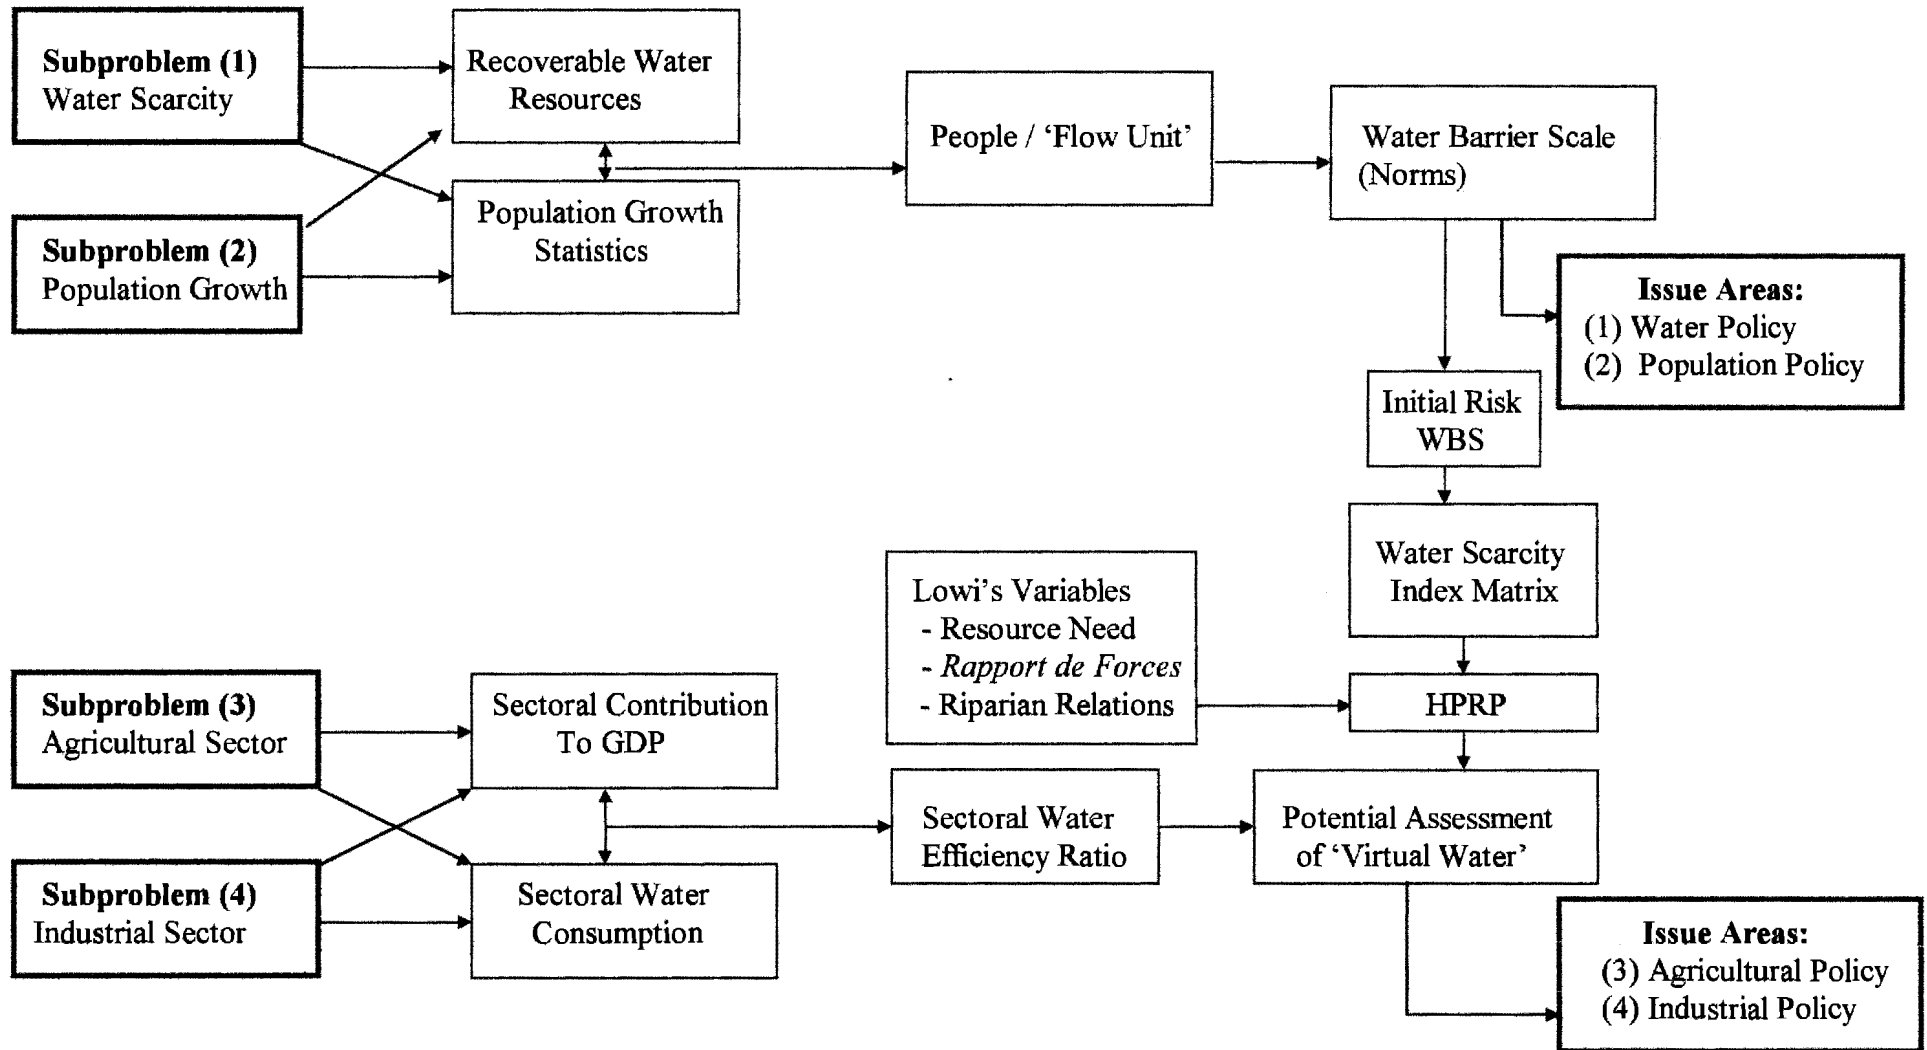 Subproblem (1)
Water Scarcity
Recoverable Water
Resources
People / ‘Flow Unit’
Water Barrier Scale
(Norms)
Subproblem (2)
Population Growth
Population Growth
Statistics
Issue Areas:
(1) Water Policy
(2) Population Policy
Initial Risk
WBS
Water Scarcity
Index Matrix
Lowi’s Variables
- Resource Need
- Rapport de Forces
- Riparian Relations
HPRP
Subproblem (3)
Agricultural Sector
Sectoral Contribution
To GDP
Sectoral Water
Efficiency Ratio
Potential Assessment
of ‘Virtual Water’
Subproblem (4)
Industrial Sector
Sectoral Water
Consumption
Issue Areas:
(3) Agricultural Policy
(4) Industrial Policy